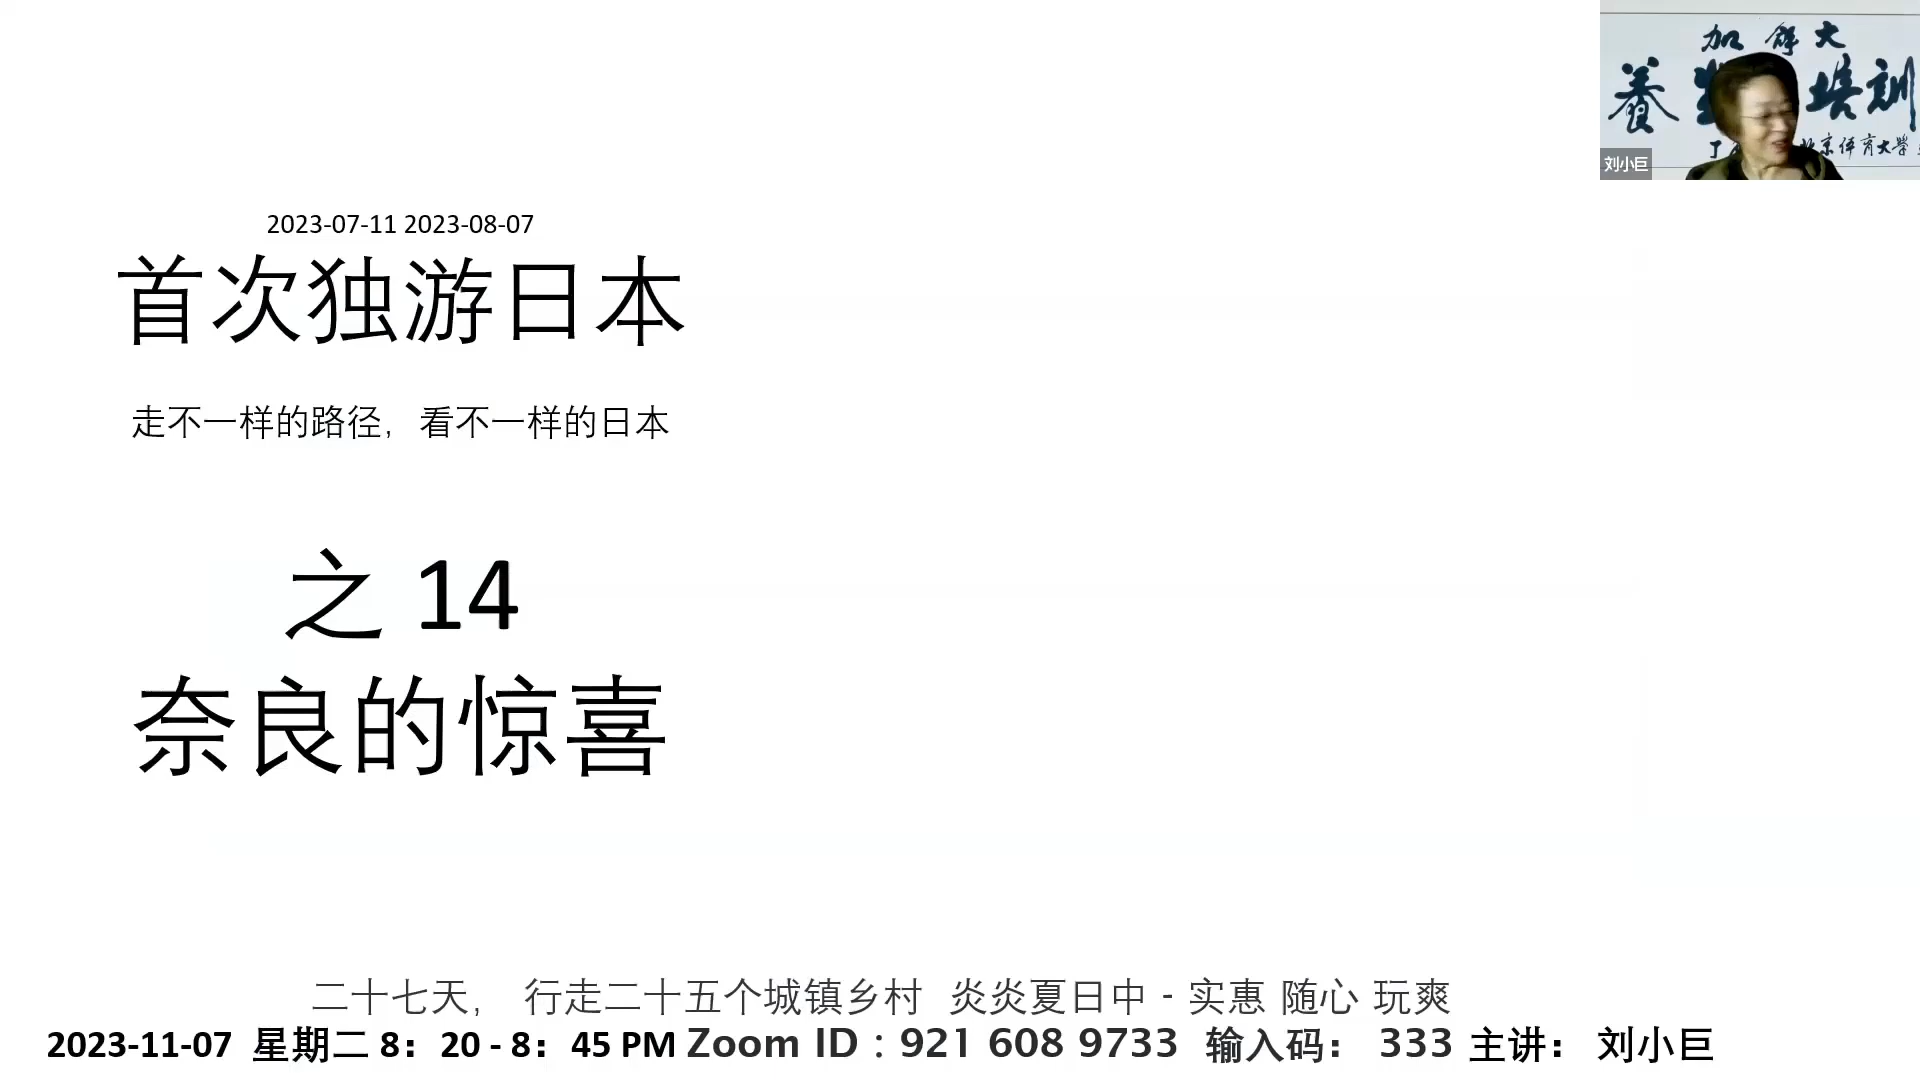 加拿大
養 培訓
京体育大學
刘小巨
2023-07-11 2023-08-07
首次独游日本
走不一样的路径，看不一样的日本
之 14
奈良的惊喜
二十七天， 行走二十五个城镇乡村 炎炎夏日中 - 实惠 随心 玩爽
2023-11-07 星期二 8：20 - 8：45 PM Zoom ID : 921 608 9733 输入码： 333 主讲： 刘小巨